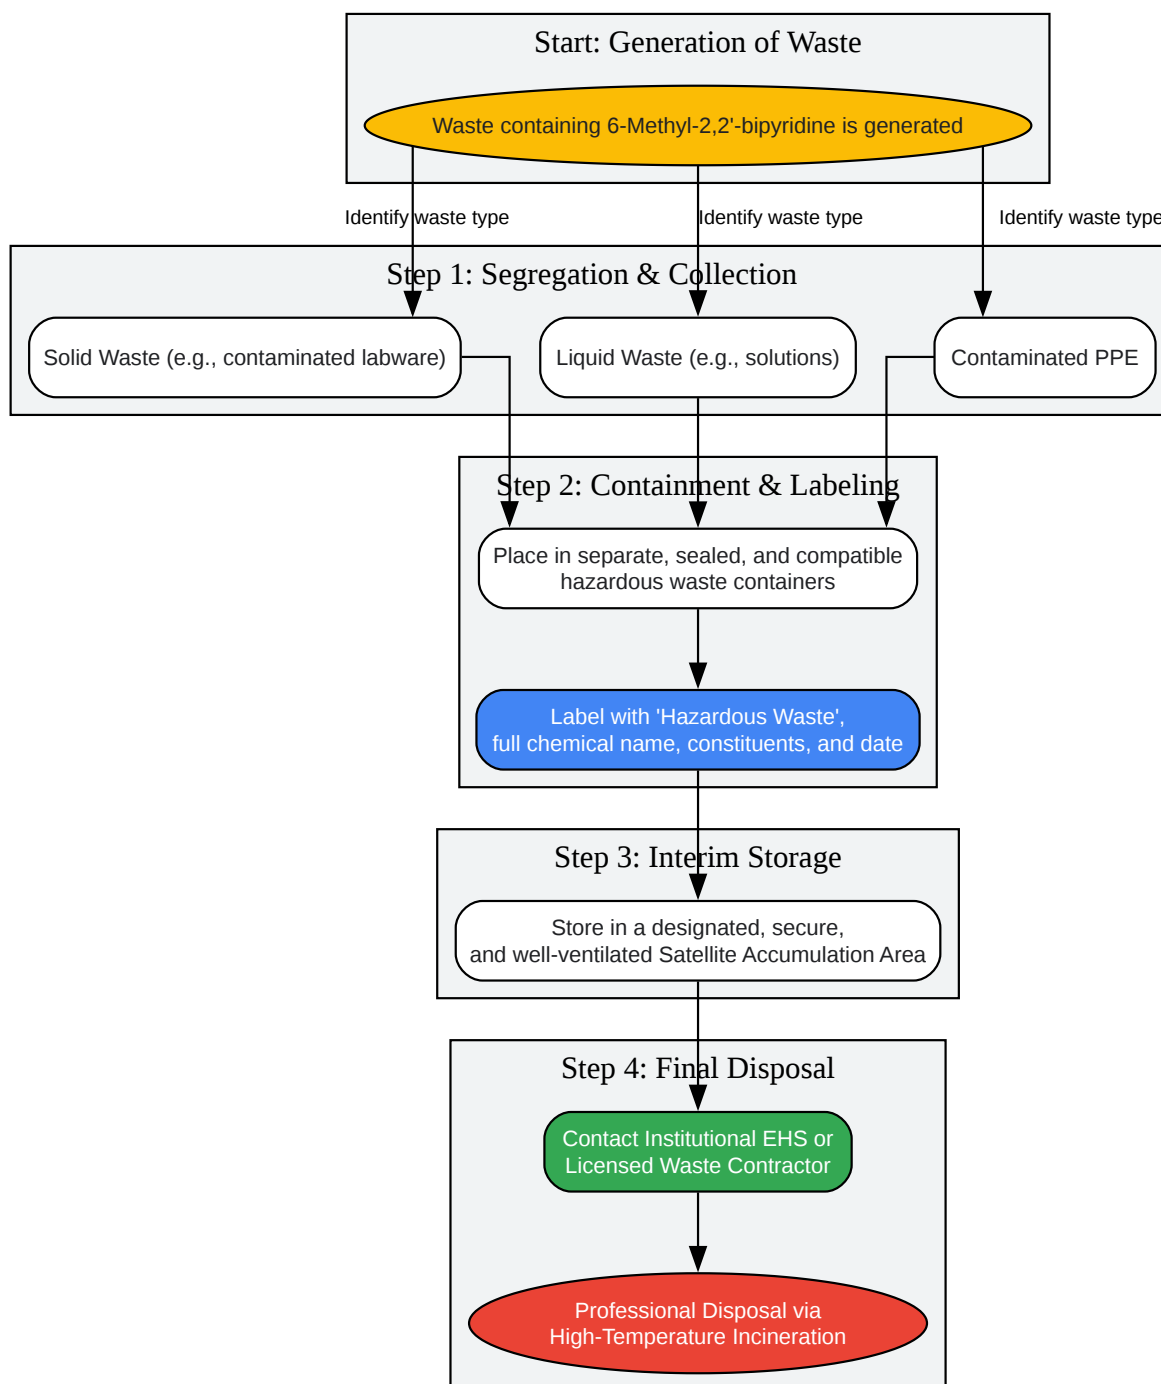 Start: Generation of Waste
Waste containing 6-Methyl-2,2'-bipyridine is generated
Identify waste type
Identify waste type
Identify waste type
Step 1: Segregation & Collection
Solid Waste (e.g., contaminated labware)
Liquid Waste (e.g., solutions)
Contaminated PPE
Step 2: Containment & Labeling
Place in separate, sealed, and compatible
hazardous waste containers
Label with 'Hazardous Waste',
full chemical name, constituents, and date
Step 3: Interim Storage
Store in a designated, secure,
and well-ventilated Satellite Accumulation Area
Step 4: Final Disposal
Contact Institutional EHS or
Licensed Waste Contractor
Professional Disposal via
High-Temperature Incineration